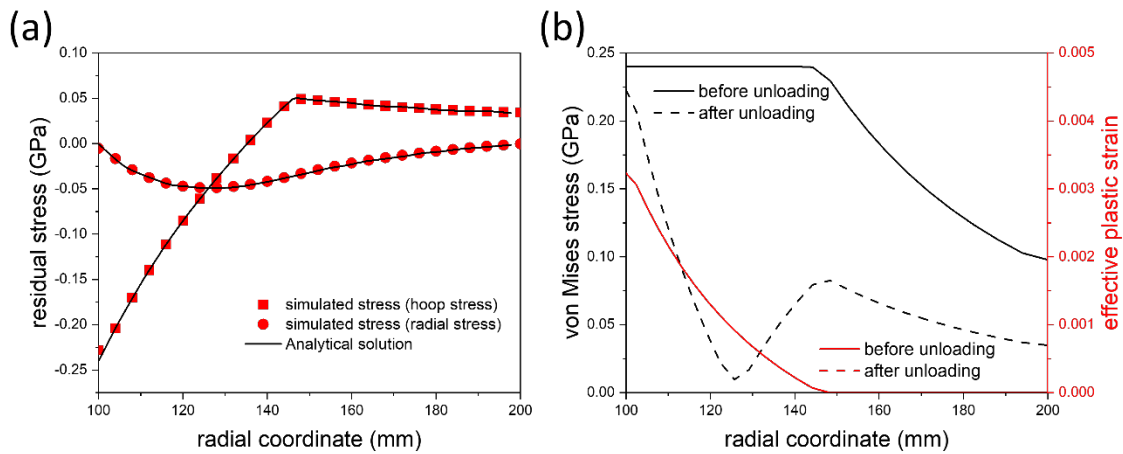 (a)
0.10
0.05
0.00
-0.05
-0.10
-0.15
-0.20
-0.25
residual stress (GPa)
simulated stress (hoop stress)
simulated stress (radial stress)
Analytical solution
100 120 140 160 180 200
radial coordinate (mm)
(b)
0.25
0.20
0.15
0.10
0.05
0.00
von Mises stress (GPa)
before unloading
after unloading
before unloading
after unloading
0.005
0.004
0.003
0.002
0.001
0.000
effective plastic strain
100 120 140 160 180 200
radial coordinate (mm)